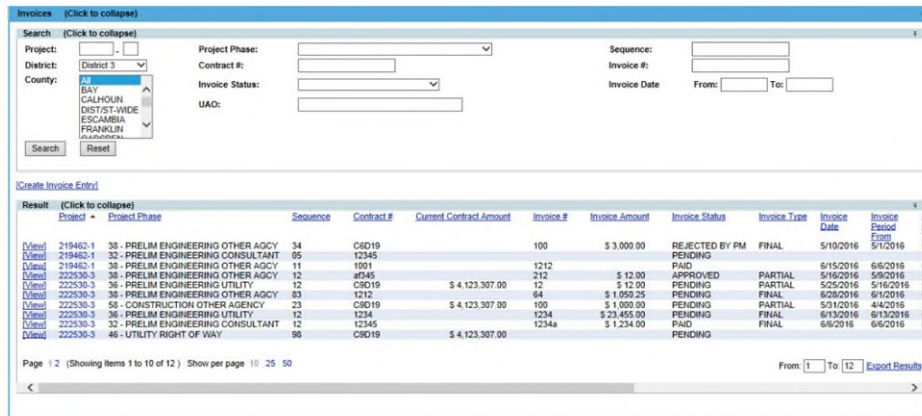 Invoices (Click to collapse)
Search (Click to collapse)
Project: - Project Phase: Sequence:
District: District 3 Contract #: Invoice #:
County: All Invoice Status: Invoice Date From: To:
BAY
CALHOUN UAO:
DIST/ST-WIDE
ESCAMBIA
FRANKLIN
Search Reset
[Create Invoice Entry]
Result (Click to collapse)
Project Project Phase Sequence Contract # Current Contract Amount Invoice # Invoice Amount Invoice Status Invoice Type Invoice Date Invoice Period From
[View] 219462-1 38 - PRELIM ENGINEERING OTHER AGCY 34 C6D19 100 $ 3,000.00 REJECTED BY PM FINAL 5/10/2016 5/1/2016
[View] 219462-1 32 - PRELIM ENGINEERING CONSULTANT 05 12345 PENDING
[View] 219462-1 38 - PRELIM ENGINEERING OTHER AGCY 11 1001 1212 PAID 6/15/2016 6/6/2016
[View] 222530-3 38 - PRELIM ENGINEERING OTHER AGCY 12 af345 212 $ 12.00 APPROVED PARTIAL 5/16/2016 5/9/2016
[View] 222530-3 36 - PRELIM ENGINEERING UTILITY 12 C9D19 $ 4,123,307.00 12 $ 12.00 PENDING PARTIAL 5/25/2016 5/16/2016
[View] 222530-3 38 - PRELIM ENGINEERING OTHER AGCY 83 1212 64 $ 1,050.25 PENDING FINAL 6/28/2016 6/1/2016
[View] 222530-3 58 - CONSTRUCTION OTHER AGENCY 23 C9D19 $ 4,123,307.00 100 $ 1,000.00 PENDING PARTIAL 5/31/2016 4/4/2016
[View] 222530-3 36 - PRELIM ENGINEERING UTILITY 12 1234 1234 $ 23,455.00 PENDING FINAL 6/13/2016 6/13/2016
[View] 222530-3 32 - PRELIM ENGINEERING CONSULTANT 12 12345 1234a $ 1,234.00 PAID FINAL 6/6/2016 6/6/2016
[View] 222530-3 46 - UTILITY RIGHT OF WAY 98 C9D19 $ 4,123,307.00 PENDING
Page 1 2 (Showing Items 1 to 10 of 12 ) Show per page 10 25 50 From: 1 To: 12 Export Results